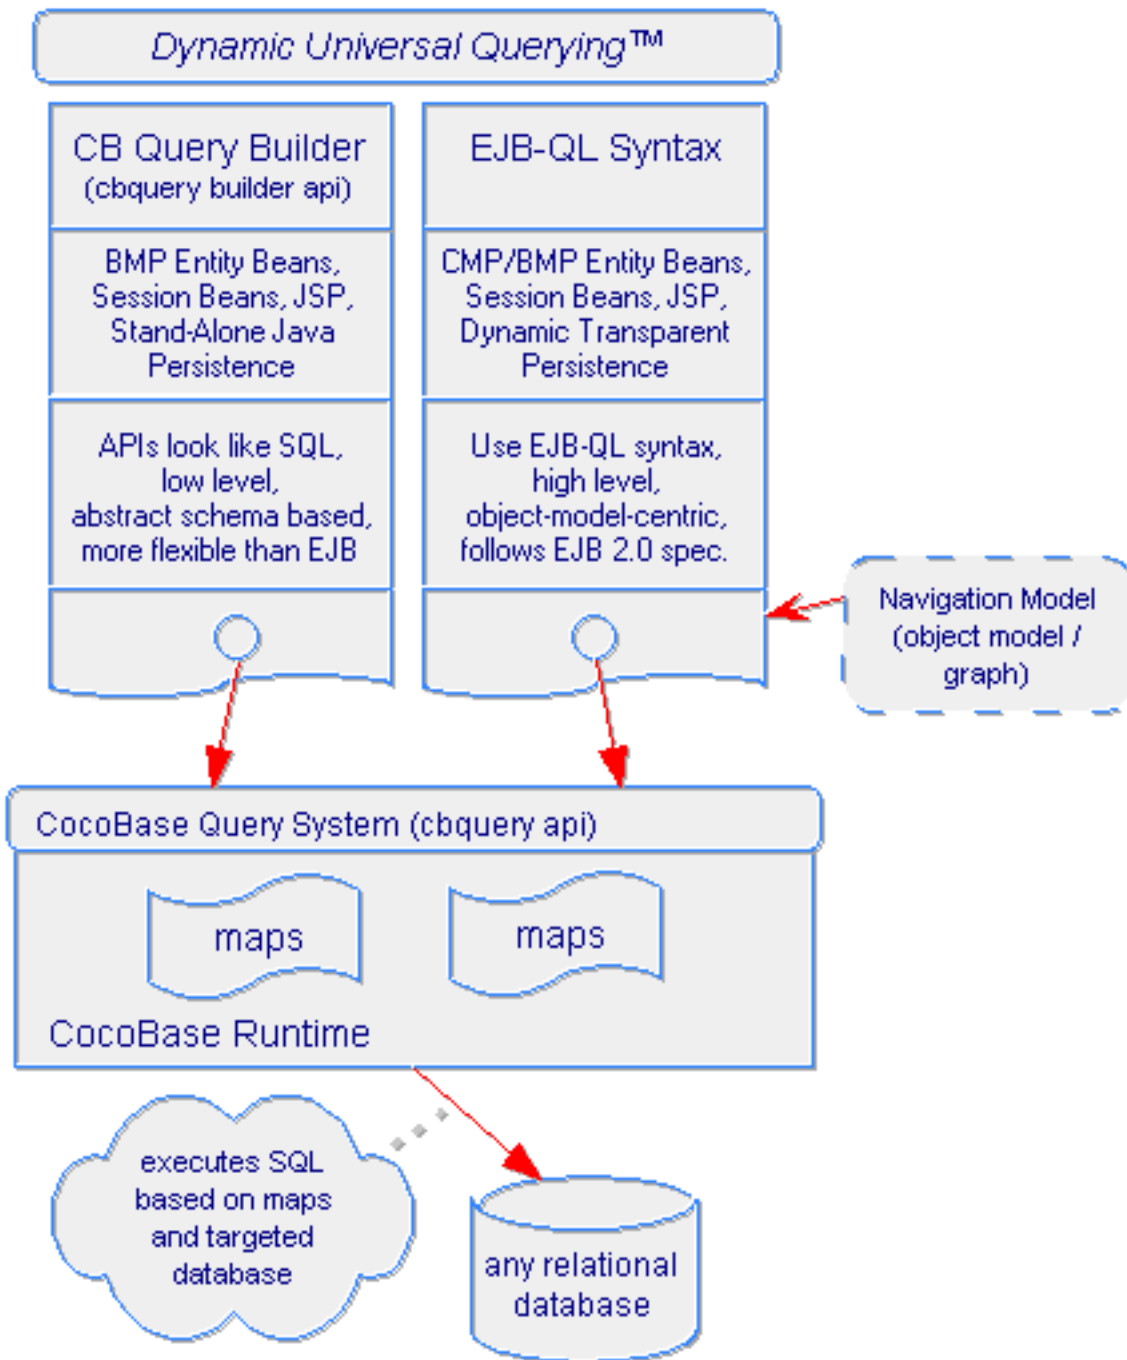 Dynamic Universal Querying™
CB Query Builder
(cbquery builder api)
BMP Entity Beans,
Session Beans, JSP,
Stand-Alone Java
Persistence
APIs look like SQL,
low level,
abstract schema based,
more flexible than EJB
EJB-QL Syntax
CMP/BMP Entity Beans,
Session Beans, JSP,
Dynamic Transparent
Persistence
Use EJB-QL syntax,
high level,
object-model-centric,
follows EJB 2.0 spec.
Navigation Model
(object model /
graph)
CocoBase Query System (cbquery api)
maps
maps
CocoBase Runtime
executes SQL
based on maps
and targeted
database
any relational
database